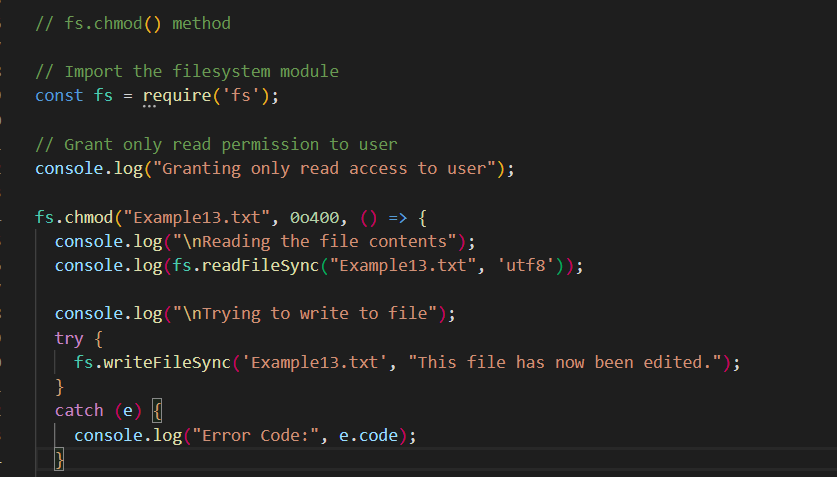 // fs.chmod() method
// Import the filesystem module
const fs = require('fs');
// Grant only read permission to user
console.log("Granting only read access to user");
fs.chmod("Example13.txt", 0o400, () => {
console.log("\nReading the file contents");
console.log(fs.readFileSync("Example13.txt", 'utf8'));
console.log("\nTrying to write to file");
try {
fs.writeFileSync('Example13.txt', "This file has now been edited.");
}
catch (e) {
console.log("Error Code:", e.code);
}